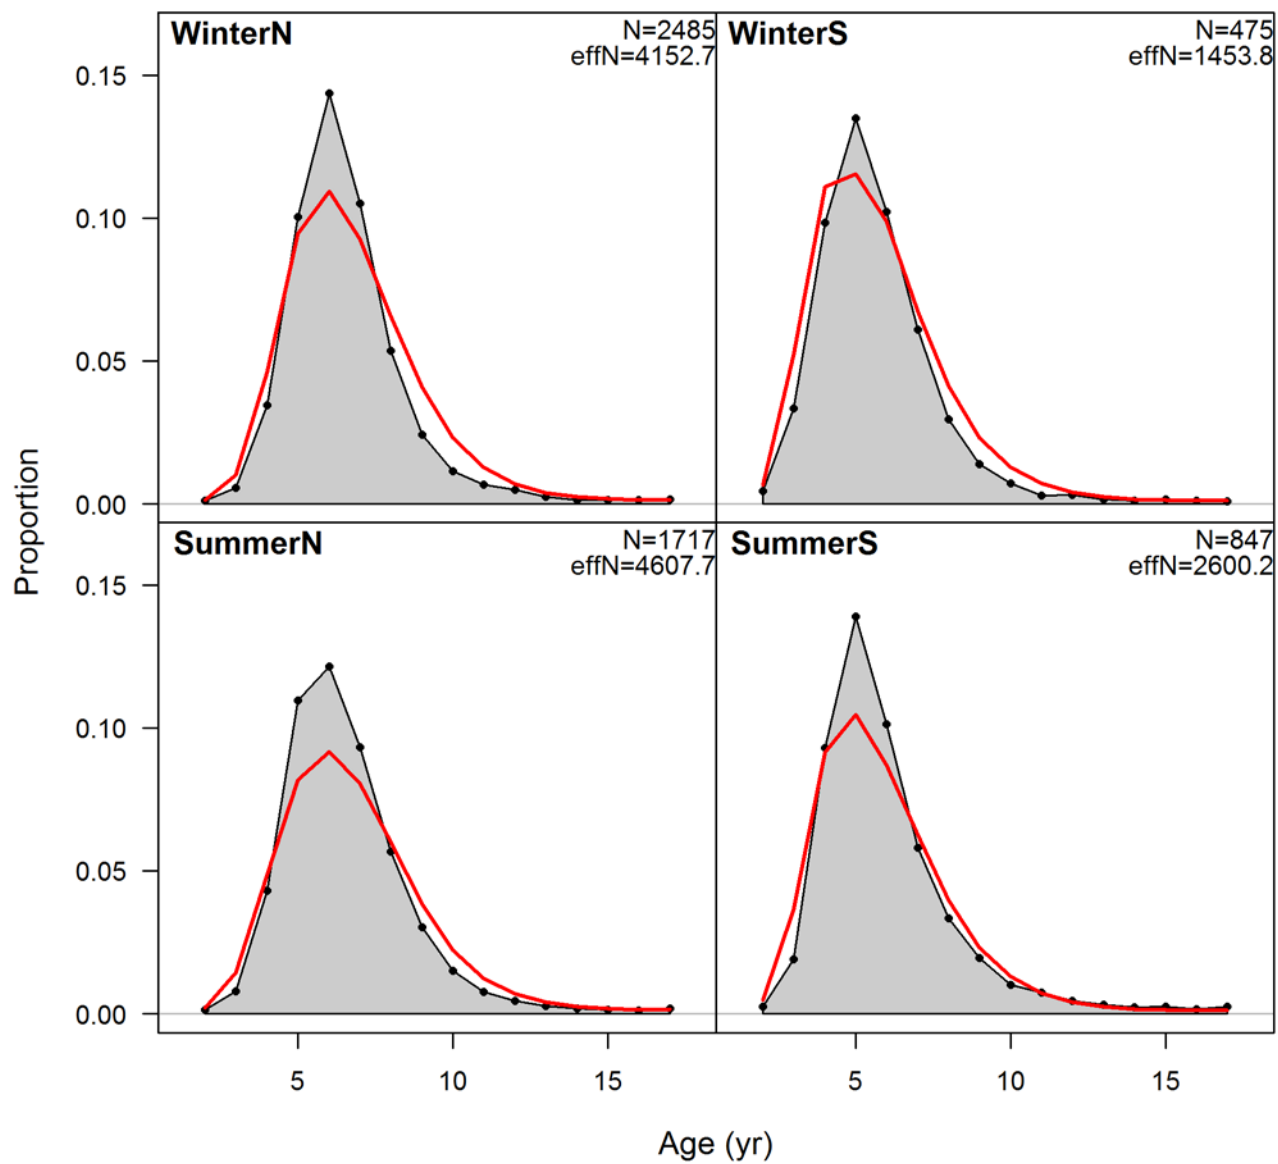 WinterN
N=2485
effN=4152.7
WinterS
N=475
effN=1453.8
0.15
0.10
0.05
0.00
SummerN
N=1717
effN=4607.7
SummerS
N=847
effN=2600.2
0.15
0.10
0.05
0.00
Proportion
5
10
15
5
10
15
Age (yr)